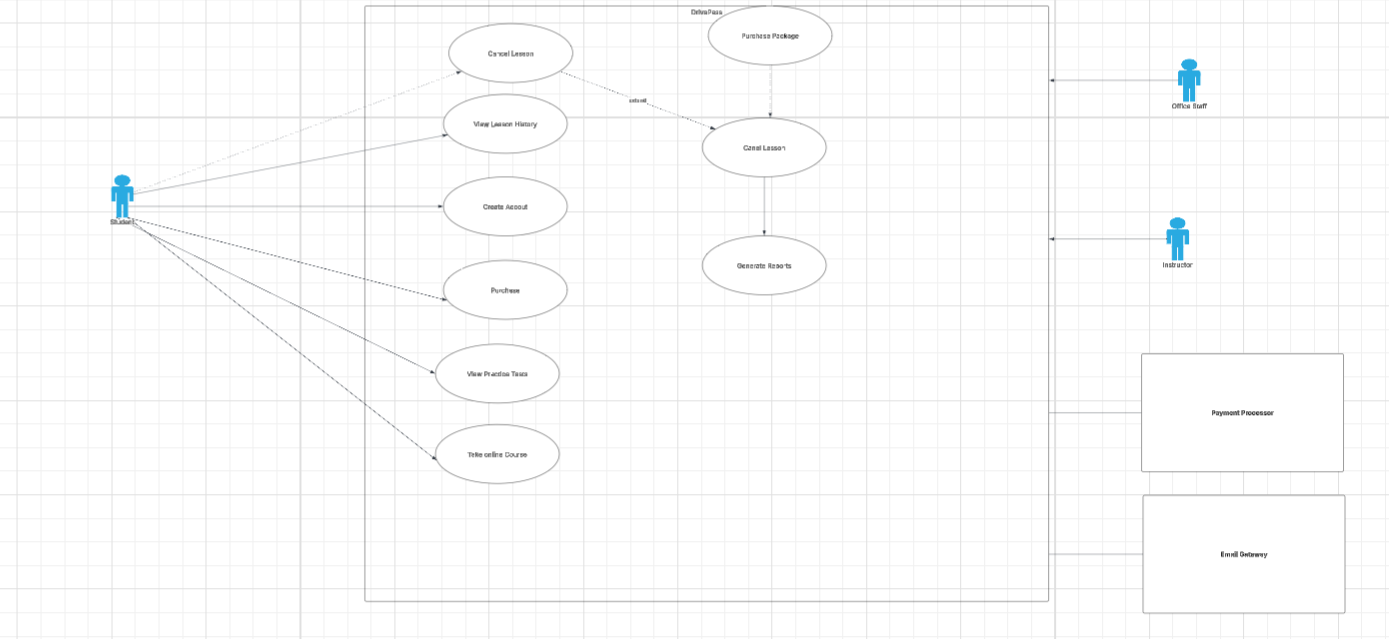 DrivePass
Purchase Package
Cancel Lesson
Office Staff
View Lesson History
Cancel Lesson
Student
Create Accout
Instructor
Generate Reports
Purchase
View Practice Tests
Payment Processor
Take online Course
Email Gateway